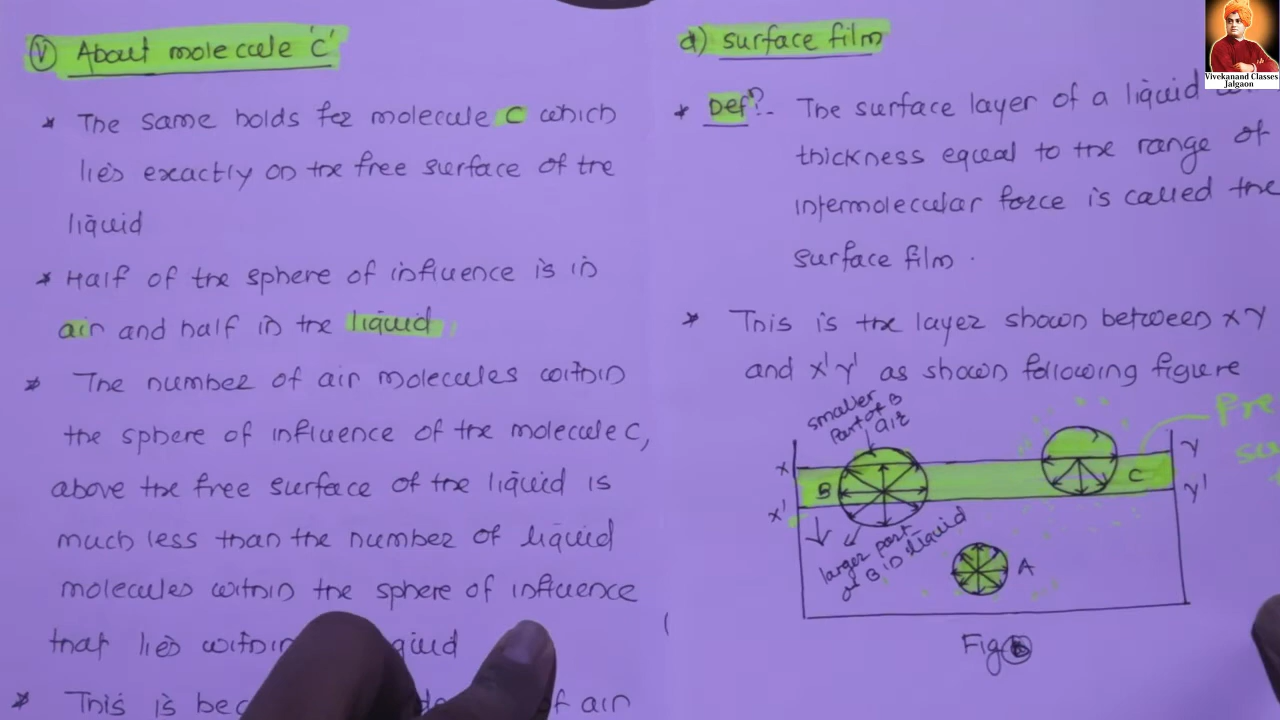 (V) About molecule 'C'
* The same holds for molecule C which
lies exactly on the free surface of the
liquid
* Half of the sphere of influence is in
air and half in the liquid.
* The number of air molecules within
the sphere of influence of the molecule C,
above the free surface of the liquid is
much less than the number of liquid
molecules within the sphere of influence
that lies
* This is of air
d) surface film
* Defn:- The surface layer of a liquid
thickness equal to the range of
intermolecular force is called the
surface film.
* This is the layer shown between XY
and X'Y' as shown following figure
smaller
part of B
air
X
X'
B
C
Y
Y'
larger part
of B in liquid
A
Fig
Vivekanand Classes
Jalgaon